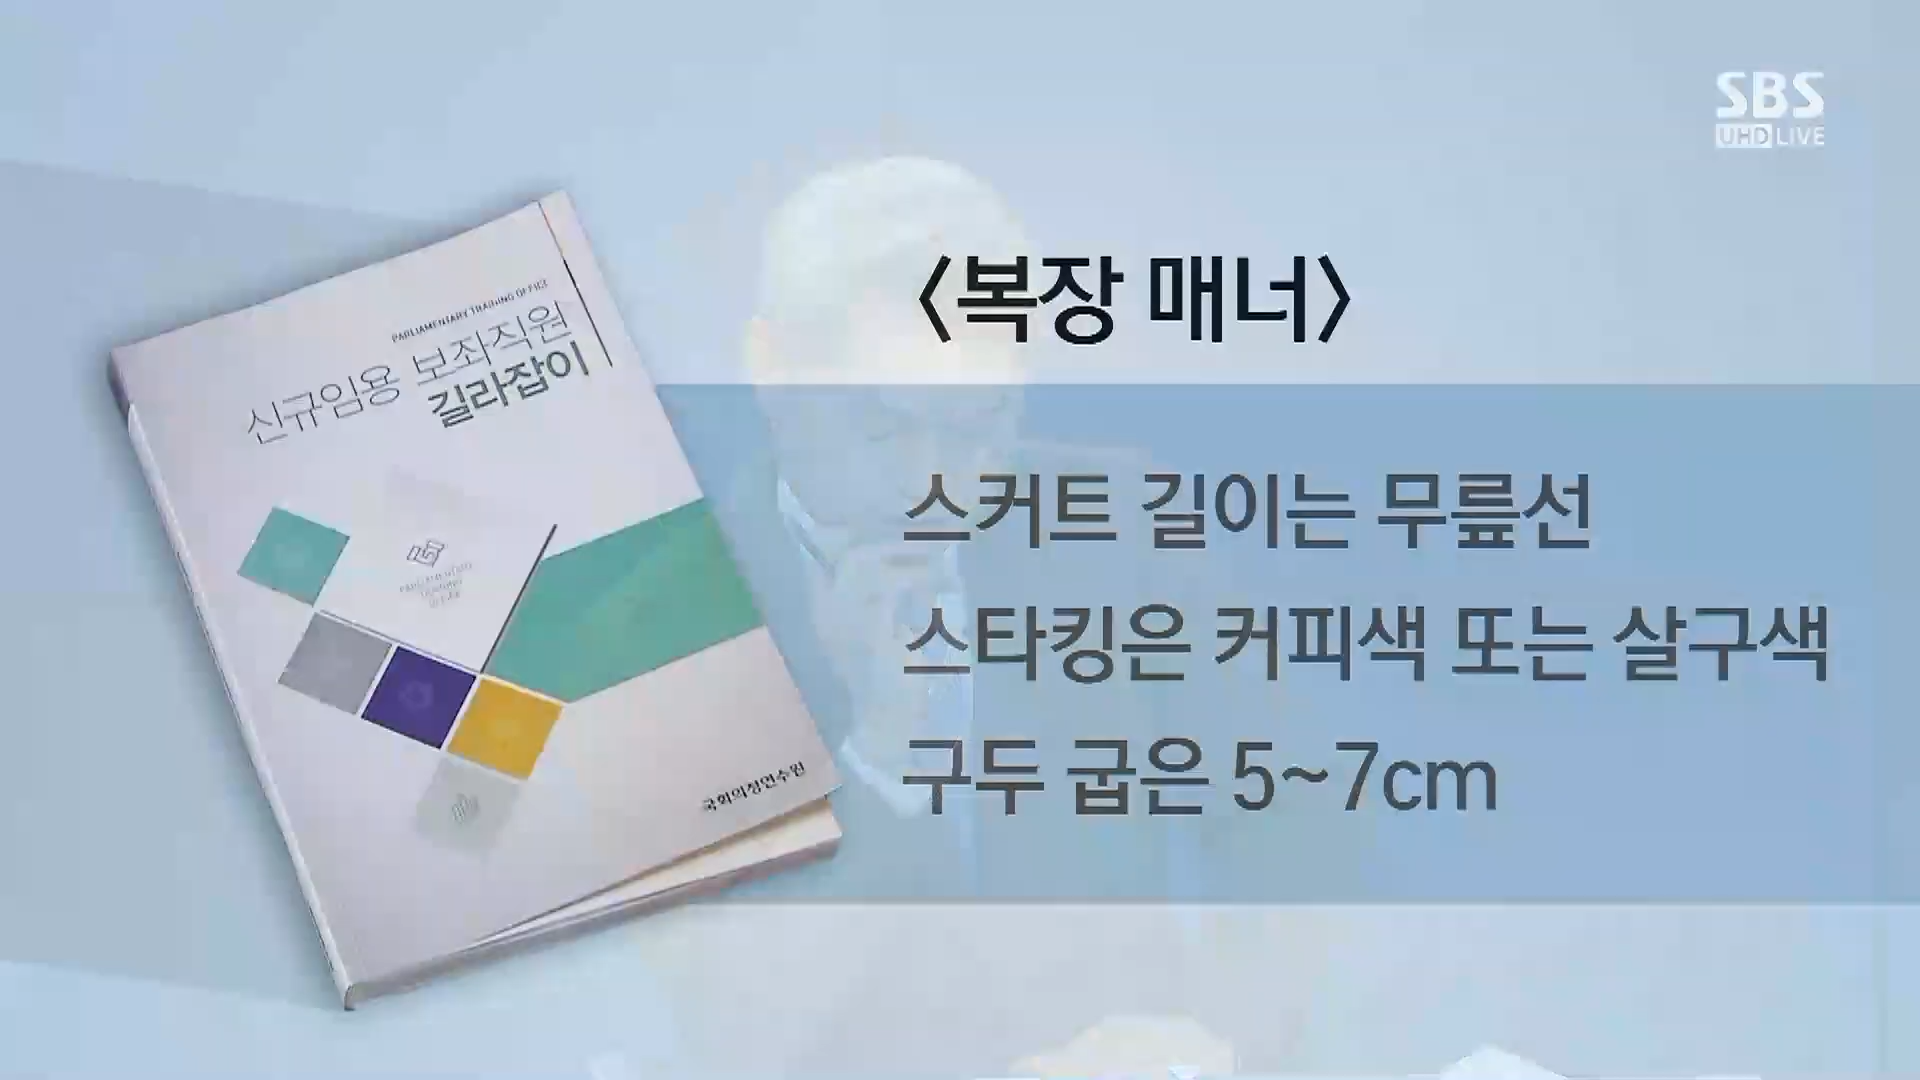 SBS
UHD LIVE
<복장 매너>
PARLIAMENTARY TRAINING OFFICE
신규임용 보좌직원
길라잡이
스커트 길이는 무릎선
스타킹은 커피색 또는 살구색
구두 굽은 5~7cm
국회의정연수원